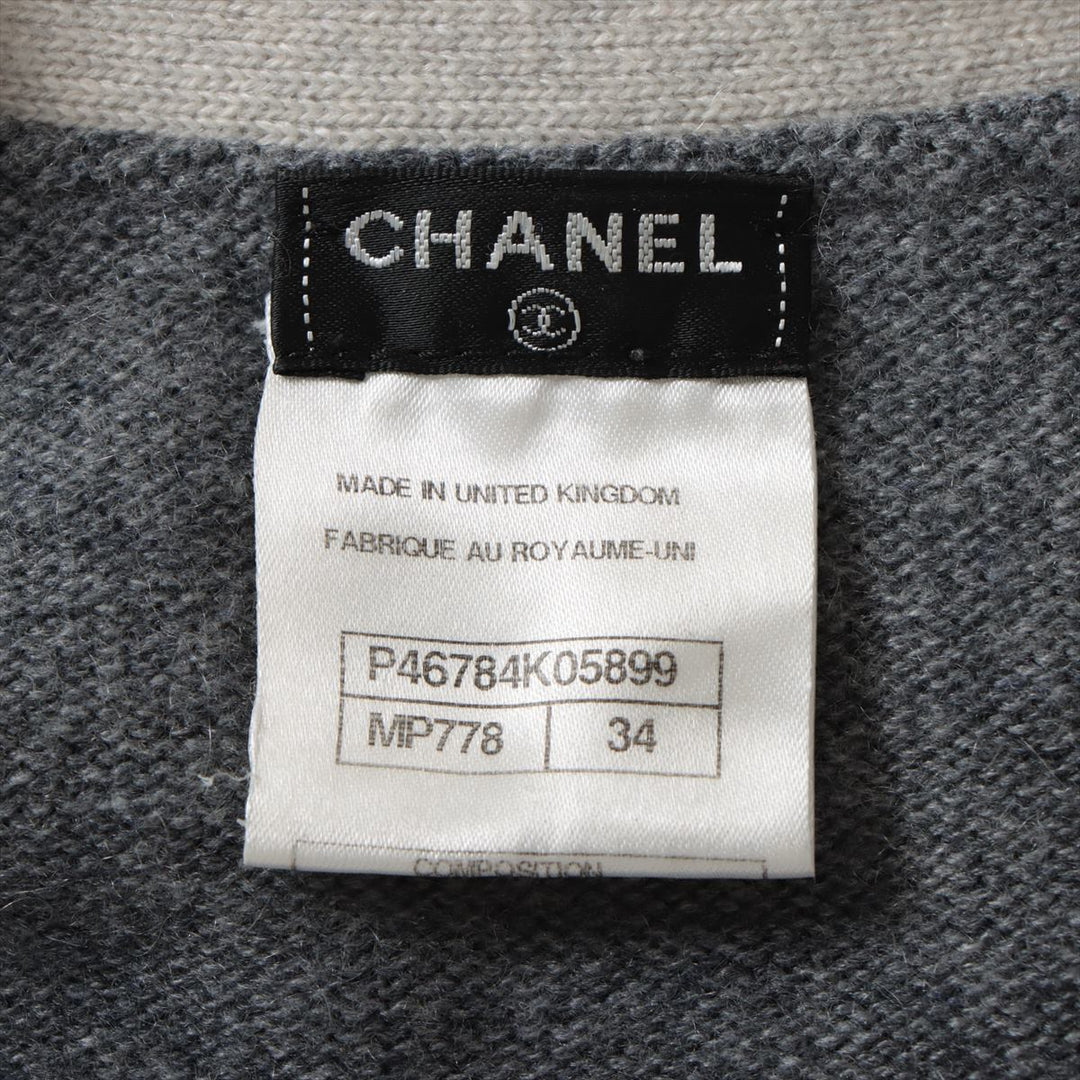 CHANEL
MADE IN UNITED KINGDOM
FABRIQUE AU ROYAUME-UNI
P46784K05899
MP778 34
COMPOSITION